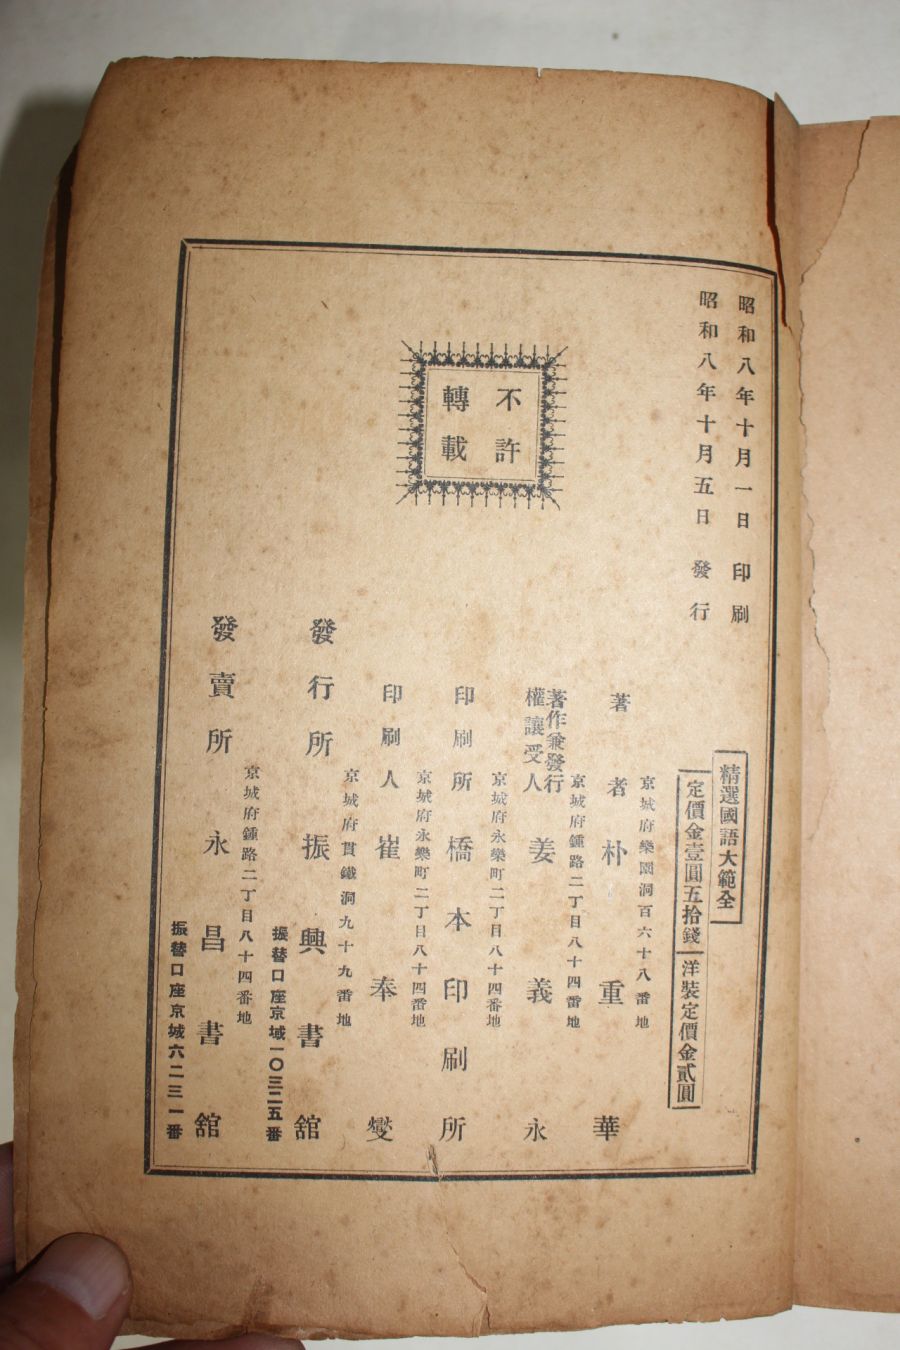 昭和八年十月一日 印刷
昭和八年十月五日 發行
不許
轉載
精選國語大範全
定價金壹圓五拾錢
洋裝定價金貳圓
京城府樂園洞百六十八番地
著者 朴重華
京城府鍾路二丁目八十四番地
著作兼發行
權讓受人 姜義永
京城府永樂町二丁目八十四番地
印刷所 橋本印刷所
京城府永樂町二丁目八十四番地
印刷人 崔奉燮
京城府貫鐵洞九十九番地
發行所 振興書舘
振替口座京城一〇三二五番
京城府鍾路二丁目八十四番地
發賣所 永昌書舘
振替口座京城六二三一番